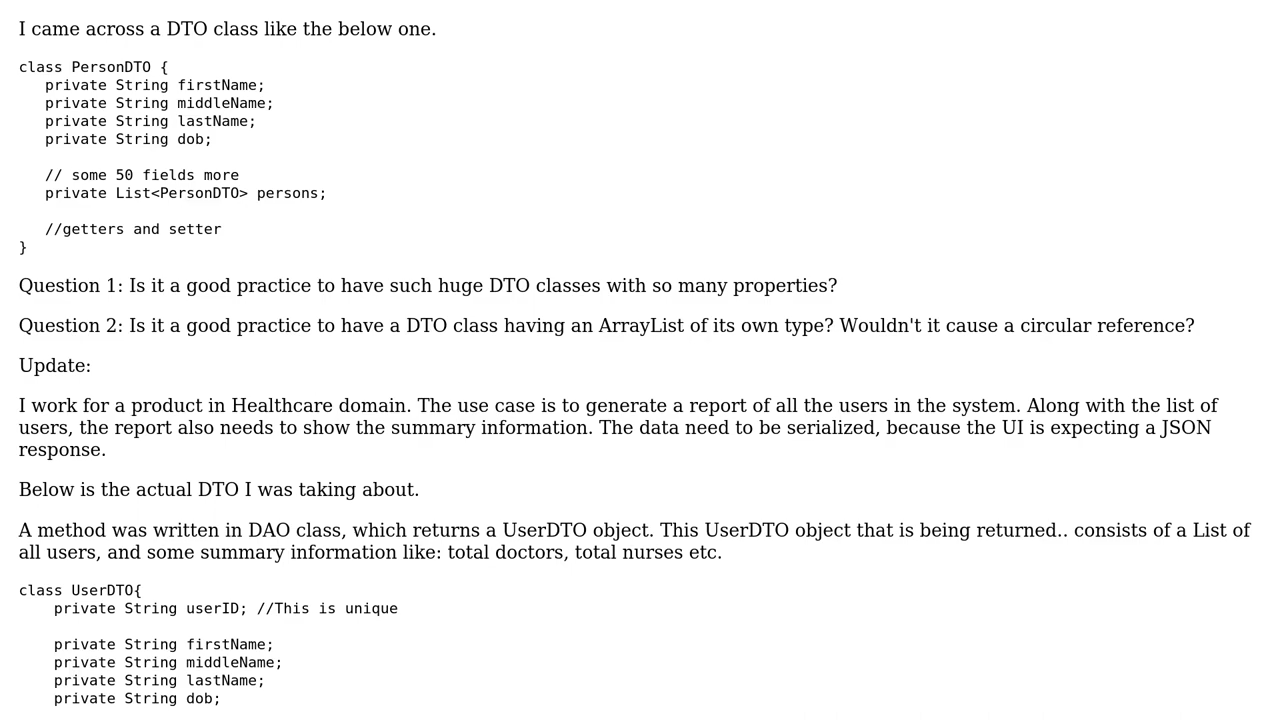 I came across a DTO class like the below one.
class PersonDTO {
   private String firstName;
   private String middleName;
   private String lastName;
   private String dob;
   // some 50 fields more
   private List<PersonDTO> persons;
   //getters and setter
}
Question 1: Is it a good practice to have such huge DTO classes with so many properties?
Question 2: Is it a good practice to have a DTO class having an ArrayList of its own type? Wouldn't it cause a circular reference?
Update:
I work for a product in Healthcare domain. The use case is to generate a report of all the users in the system. Along with the list of
users, the report also needs to show the summary information. The data need to be serialized, because the UI is expecting a JSON
response.
Below is the actual DTO I was taking about.
A method was written in DAO class, which returns a UserDTO object. This UserDTO object that is being returned.. consists of a List of
all users, and some summary information like: total doctors, total nurses etc.
class UserDTO{
    private String userID; //This is unique
    private String firstName;
    private String middleName;
    private String lastName;
    private String dob;